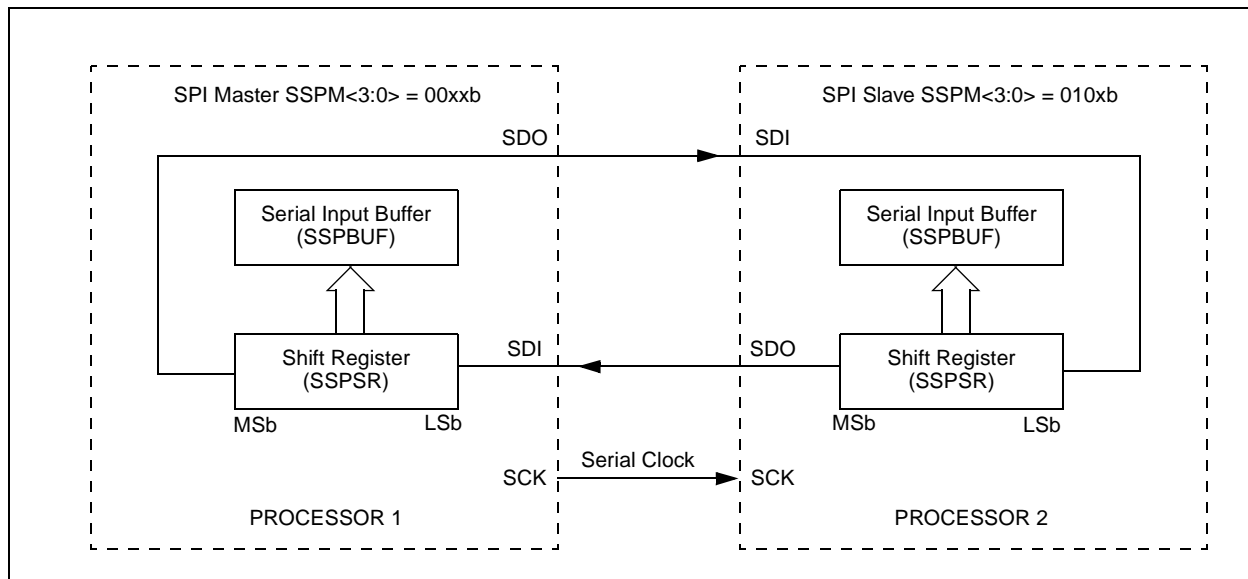 SPI Master SSPM<3:0> = 00xxb
SDO
Serial Input Buffer
(SSPBUF)
Shift Register
(SSPSR)
MSb
LSb
SDI
SCK
PROCESSOR 1
Serial Clock
SPI Slave SSPM<3:0> = 010xb
SDI
Serial Input Buffer
(SSPBUF)
SDO
Shift Register
(SSPSR)
MSb
LSb
SCK
PROCESSOR 2